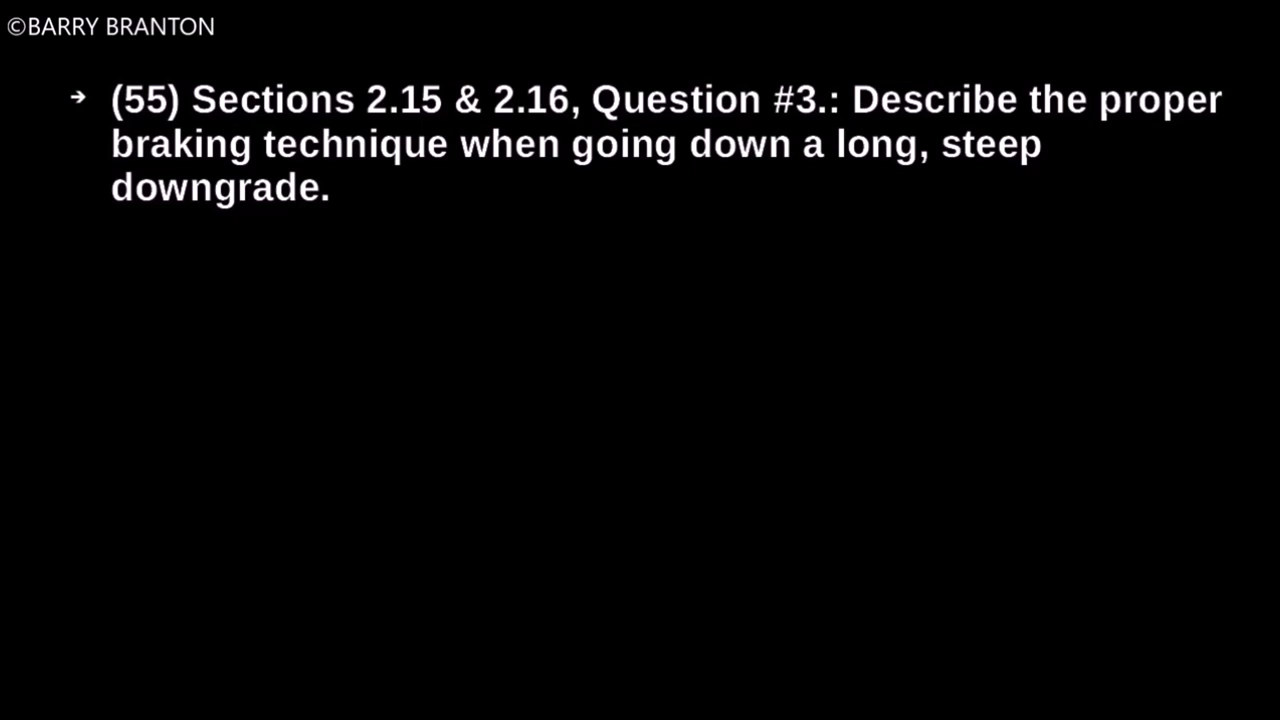 ©BARRY BRANTON
➔ (55) Sections 2.15 & 2.16, Question #3.: Describe the proper
braking technique when going down a long, steep
downgrade.